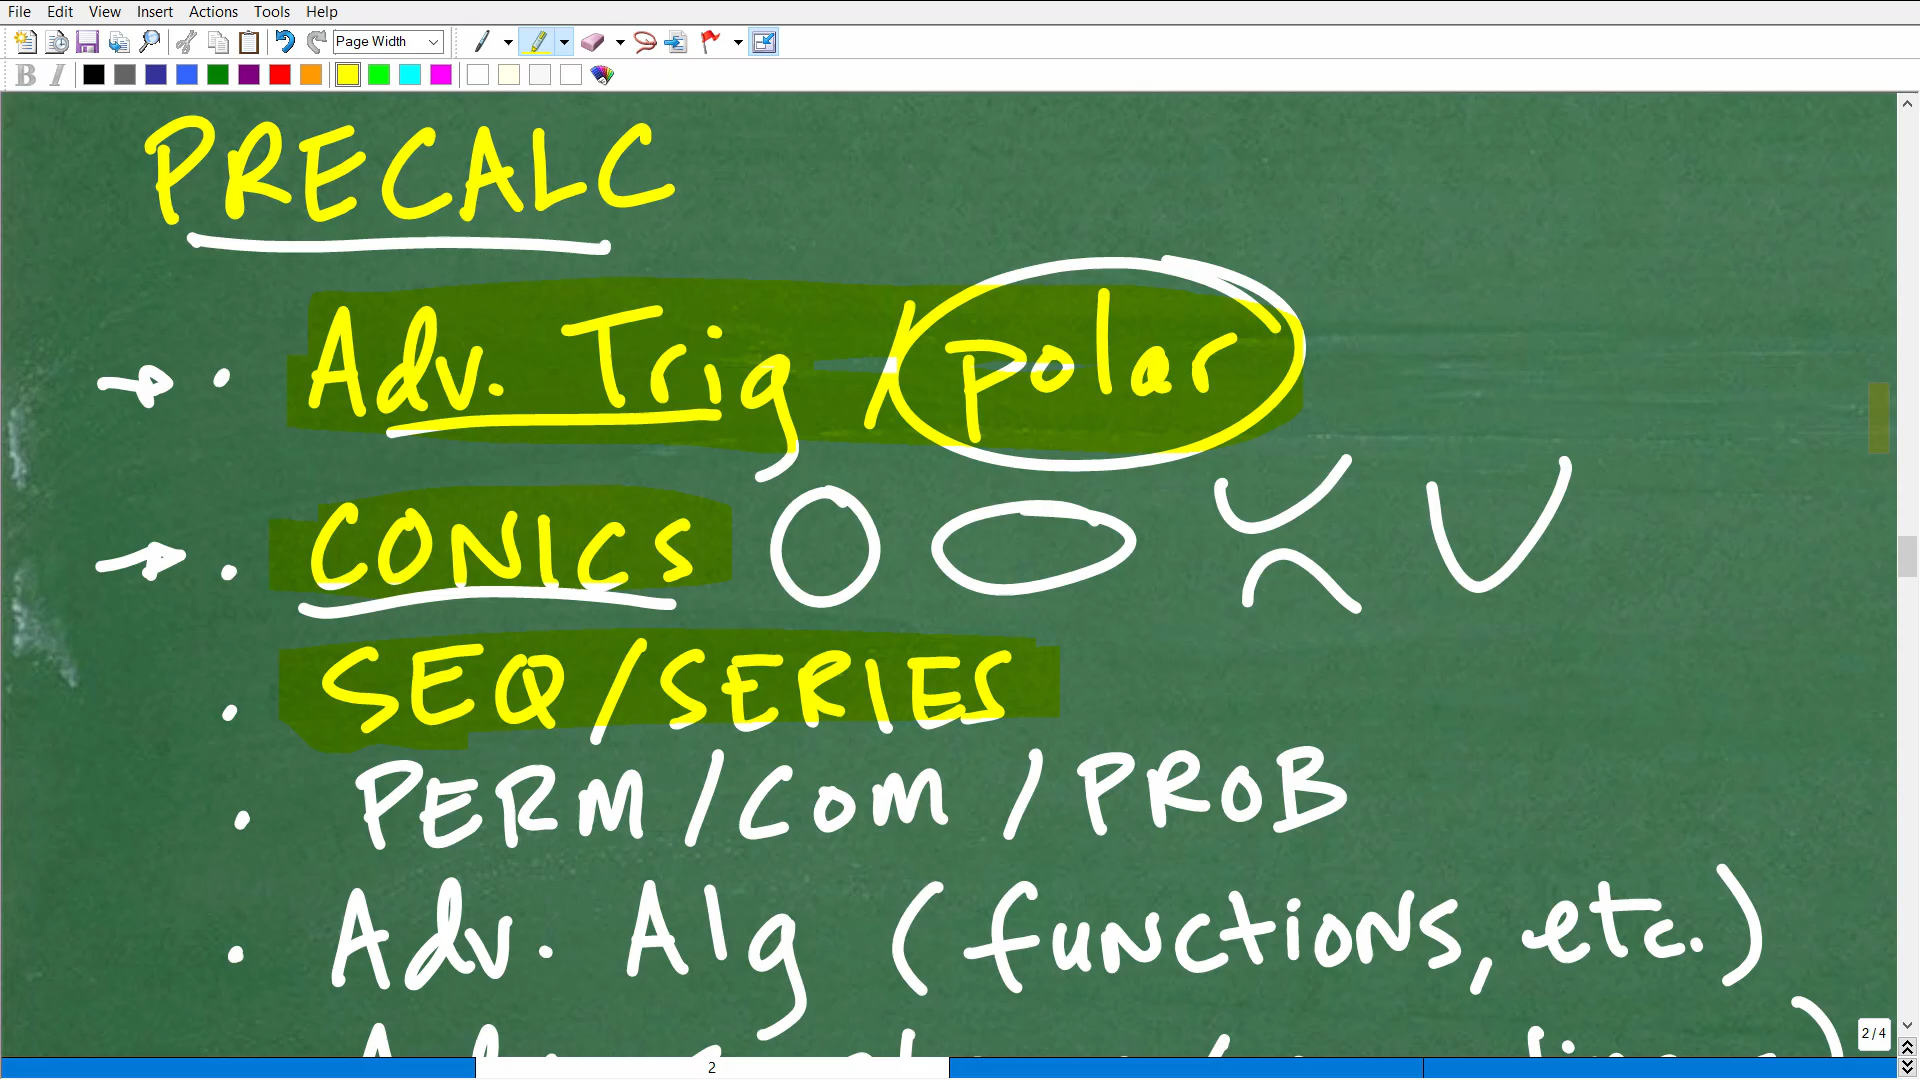 File Edit View Insert Actions Tools Help
Page Width
B I
PRECALC
Adv. Trig / polar
CONICS
SEQ/SERIES
PERM/COM/PROB
Adv. Alg (functions, etc.)
2/4
2